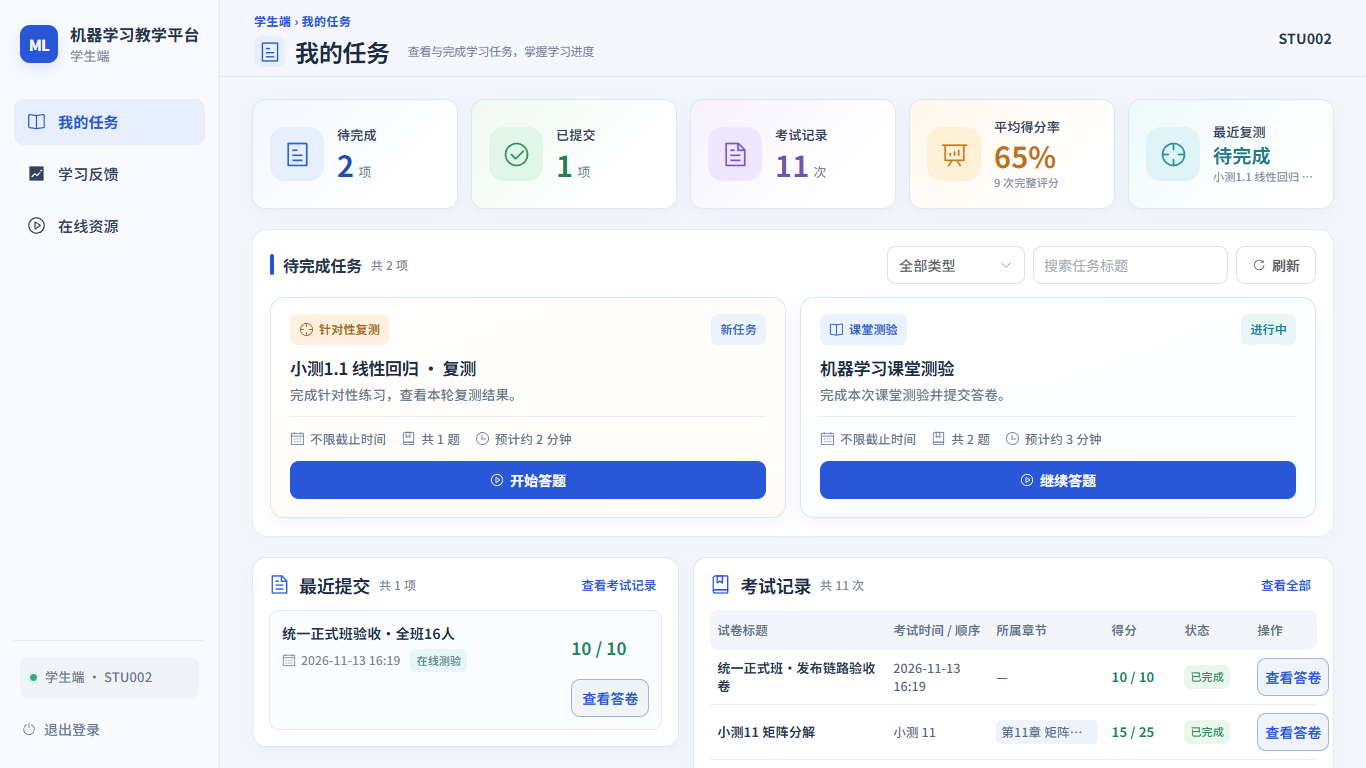 ML
机器学习教学平台
学生端
我的任务
学习反馈
在线资源
学生端 • STU002
退出登录
学生端 › 我的任务
我的任务
查看与完成学习任务，掌握学习进度
STU002
待完成
2 项
已提交
1 项
考试记录
11 次
平均得分率
65%
9 次完整评分
最近复测
待完成
小测1.1 线性回归 ···
待完成任务 共 2 项
全部类型
搜索任务标题
刷新
针对性复测
新任务
小测1.1 线性回归 • 复测
完成针对性练习，查看本轮复测结果。
不限截止时间 共 1 题 预计约 2 分钟
开始答题
课堂测验
进行中
机器学习课堂测验
完成本次课堂测验并提交答卷。
不限截止时间 共 2 题 预计约 3 分钟
继续答题
最近提交 共 1 项
查看考试记录
统一正式班验收·全班16人
2026-11-13 16:19 在线测验
10 / 10
查看答卷
考试记录 共 11 次
查看全部
试卷标题 考试时间 / 顺序 所属章节 得分 状态 操作
统一正式班·发布链路验收
卷
2026-11-13
16:19
—
10 / 10
已完成
查看答卷
小测11 矩阵分解 小测 11 第11章 矩阵··· 15 / 25 已完成 查看答卷